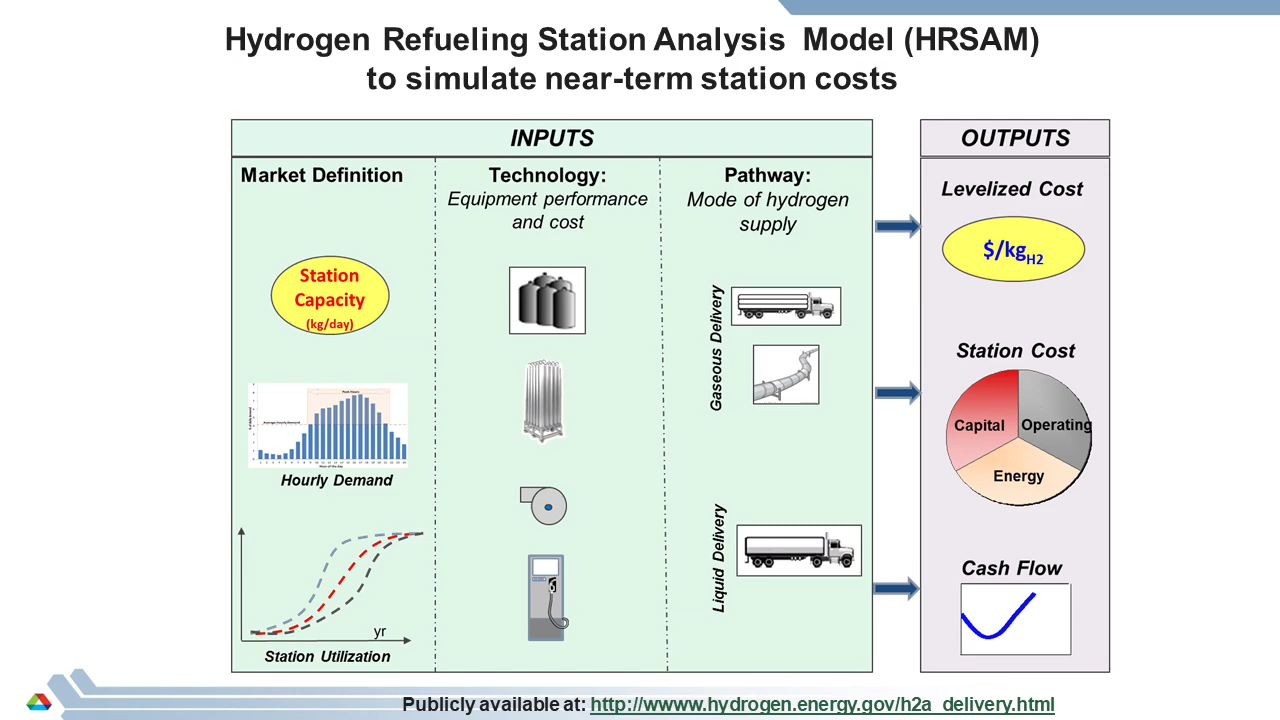 Hydrogen Refueling Station Analysis Model (HRSAM)
to simulate near-term station costs
INPUTS
Market Definition
Station
Capacity
(kg/day)
Hourly Demand
yr
Station Utilization
Technology:
Equipment performance
and cost
Pathway:
Mode of hydrogen
supply
Gaseous Delivery
Liquid Delivery
OUTPUTS
Levelized Cost
$/kgH2
Station Cost
Capital
Operating
Energy
Cash Flow
Publicly available at: http://wwww.hydrogen.energy.gov/h2a_delivery.html